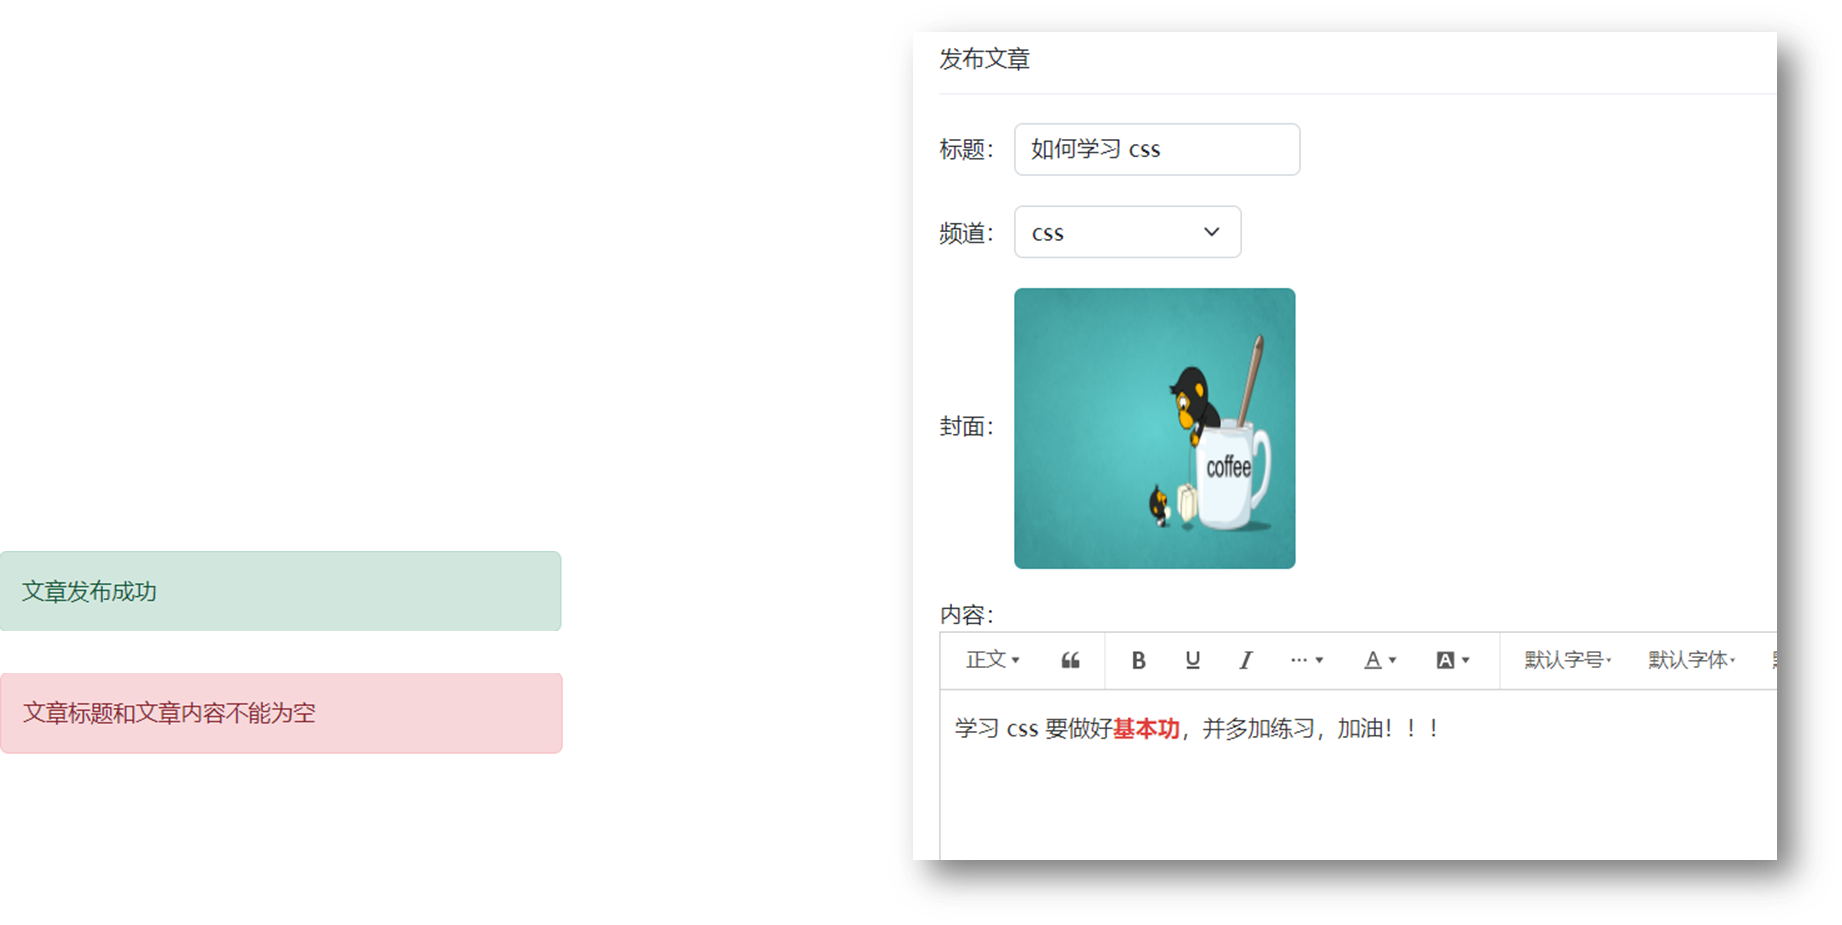 文章发布成功
文章标题和文章内容不能为空
发布文章
标题：
如何学习 css
频道：
css
封面：
coffee
内容：
正文 B U I ··· A A 默认字号 默认字体
学习 css 要做好基本功，并多加练习，加油！！！